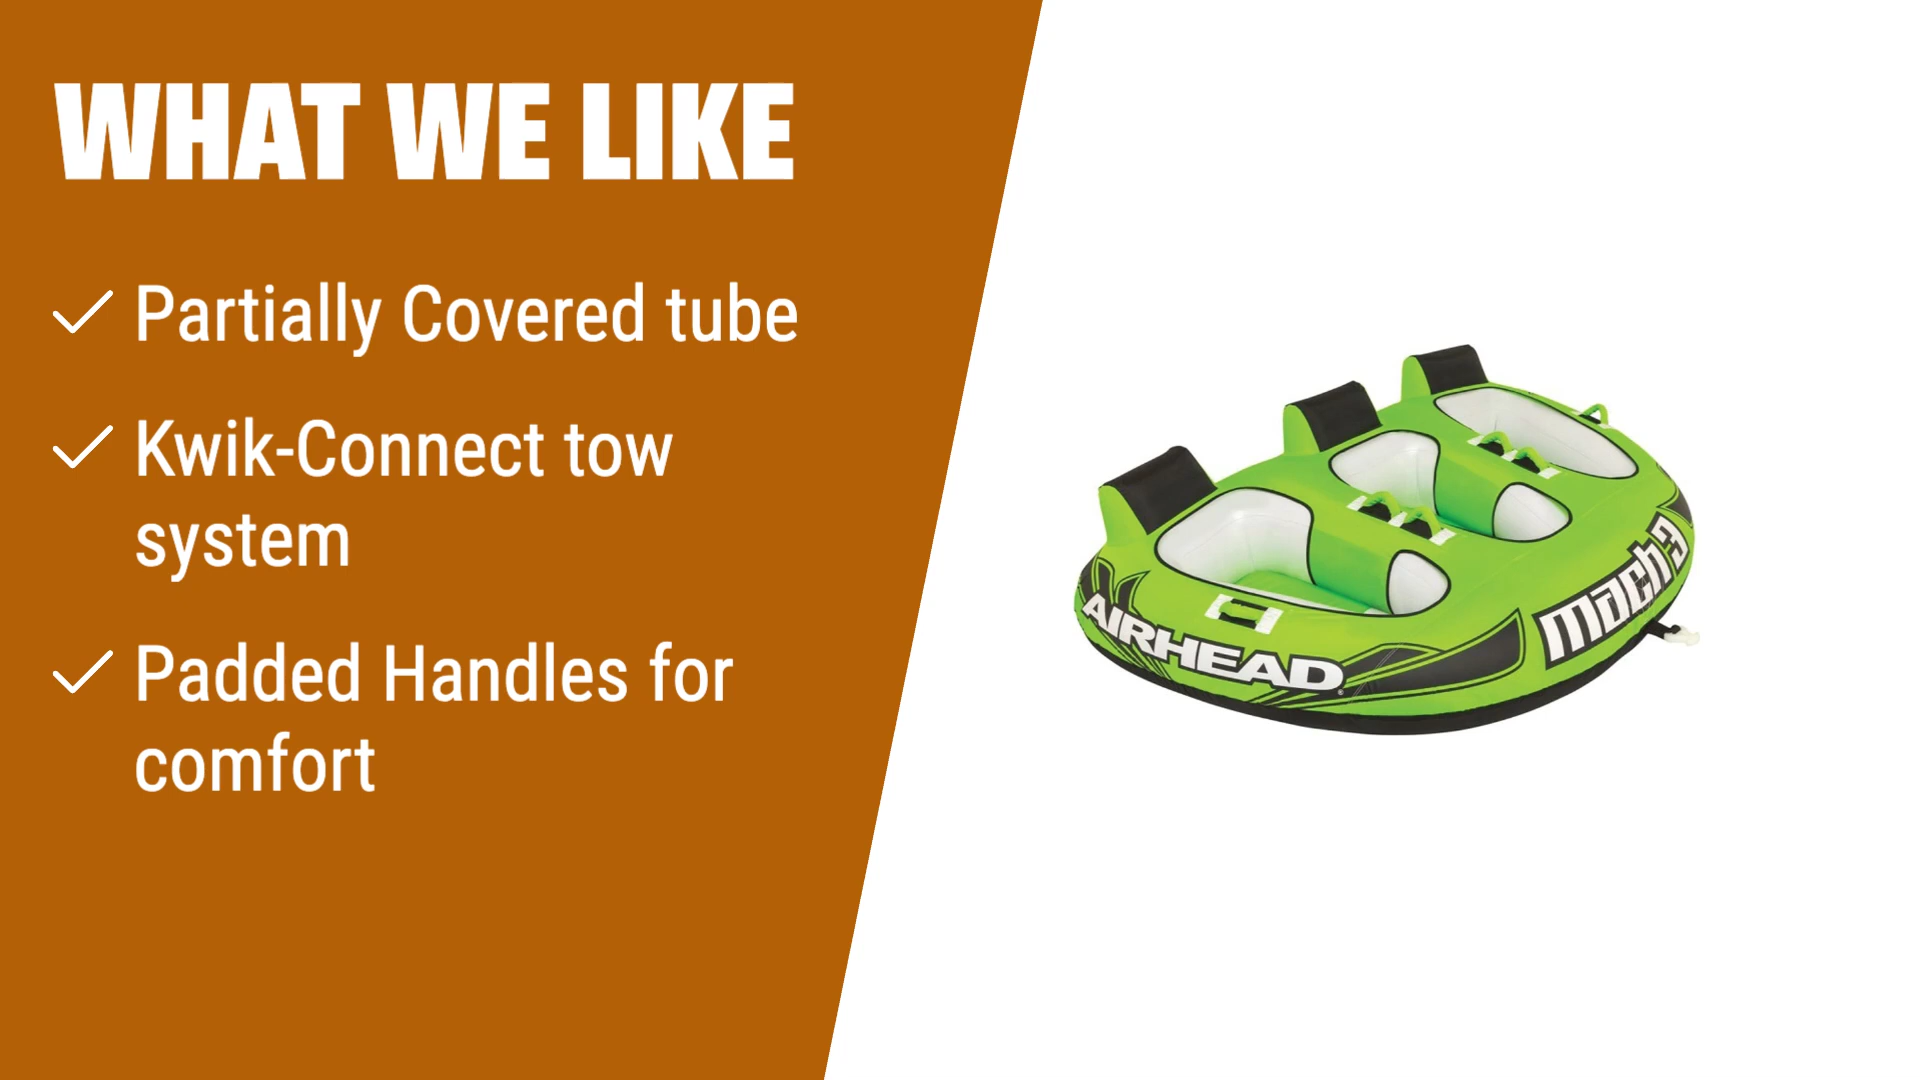 WHAT WE LIKE
Partially Covered tube
Kwik-Connect tow
system
Padded Handles for
comfort
AIRHEAD
mach 3